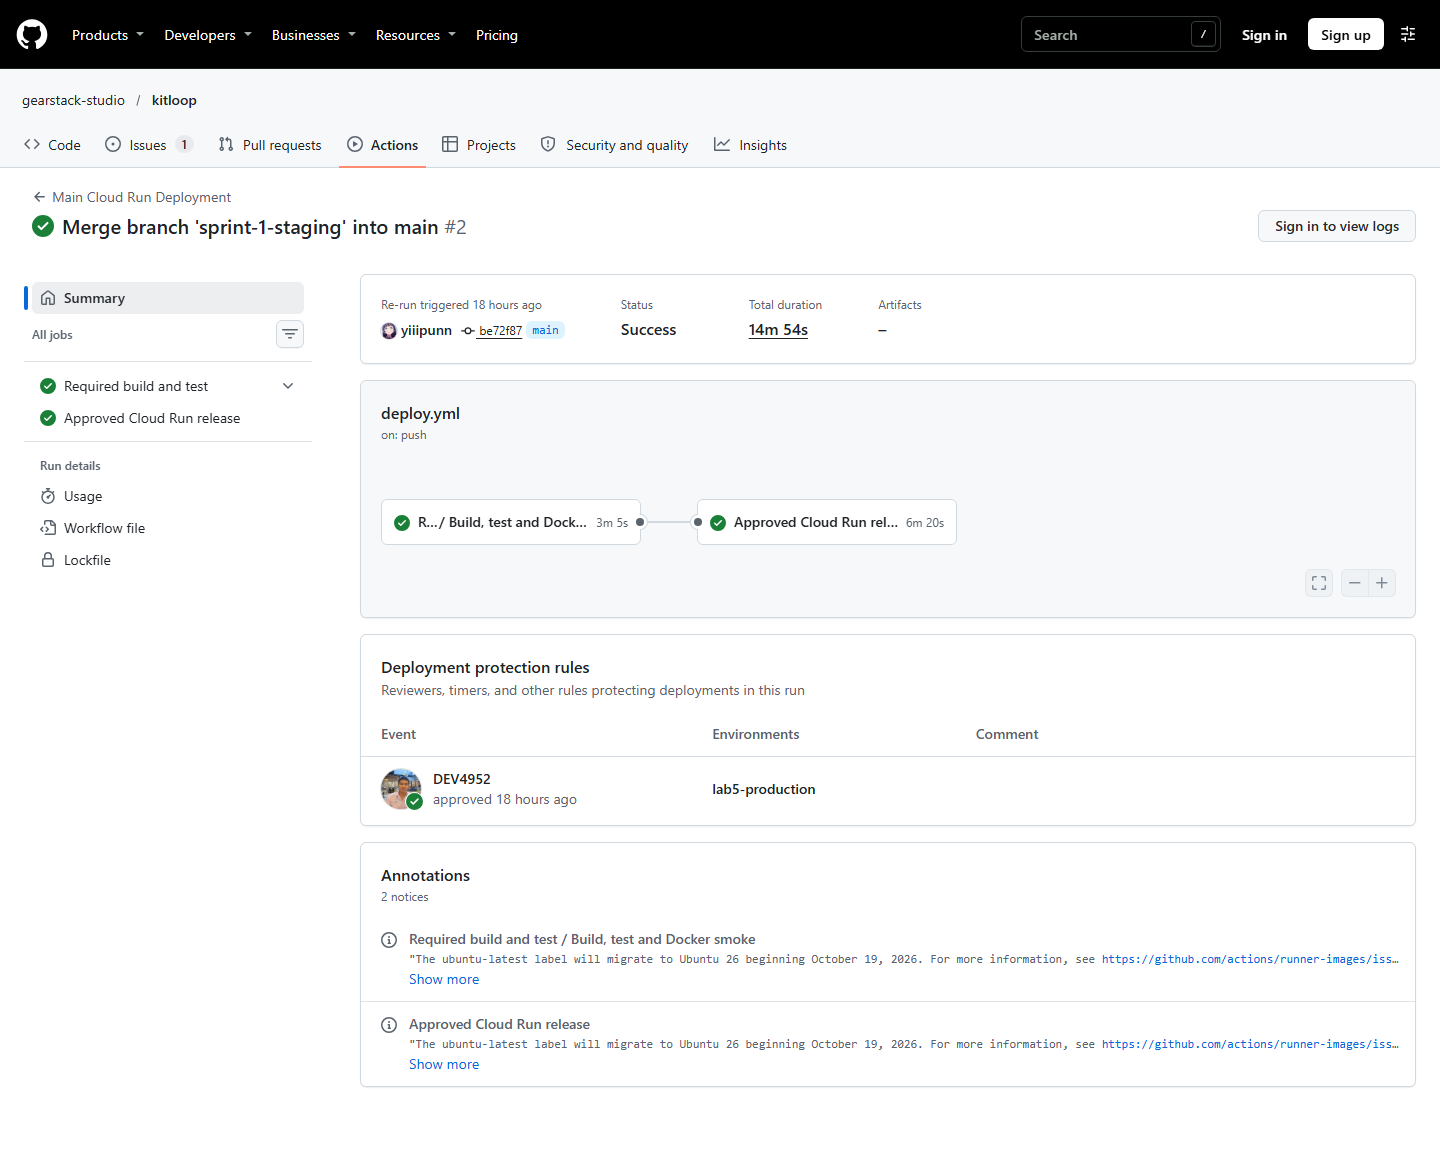 Products
Developers
Businesses
Resources
Pricing
Search
/
Sign in
Sign up
gearstack-studio / kitloop
Code
Issues 1
Pull requests
Actions
Projects
Security and quality
Insights
Main Cloud Run Deployment
Merge branch 'sprint-1-staging' into main #2
Sign in to view logs
Summary
All jobs
Required build and test
Approved Cloud Run release
Run details
Usage
Workflow file
Lockfile
Re-run triggered 18 hours ago
yiiipunn be72f87 main
Status
Success
Total duration
14m 54s
Artifacts
–
deploy.yml
on: push
R.../ Build, test and Dock... 3m 5s
Approved Cloud Run rel... 6m 20s
Deployment protection rules
Reviewers, timers, and other rules protecting deployments in this run
Event Environments Comment
DEV4952
approved 18 hours ago
lab5-production
Annotations
2 notices
Required build and test / Build, test and Docker smoke
"The ubuntu-latest label will migrate to Ubuntu 26 beginning October 19, 2026. For more information, see https://github.com/actions/runner-images/iss…
Show more
Approved Cloud Run release
"The ubuntu-latest label will migrate to Ubuntu 26 beginning October 19, 2026. For more information, see https://github.com/actions/runner-images/iss…
Show more